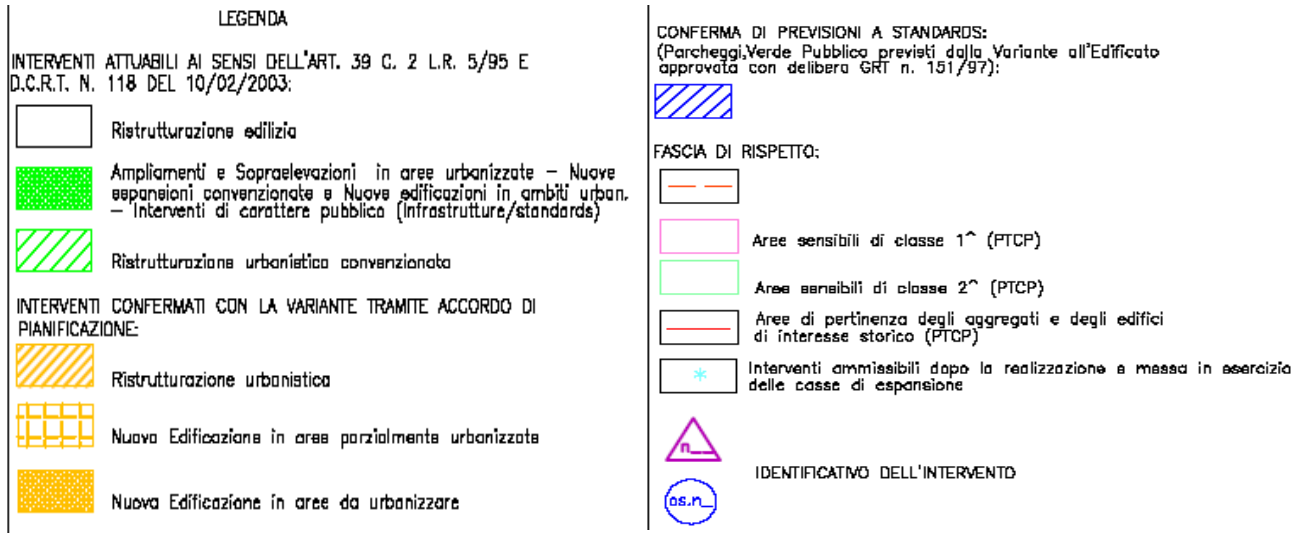 LEGENDA
INTERVENTI ATTUABILI AI SENSI DELL'ART. 39 C. 2 L.R. 5/95 E
D.C.R.T. N. 118 DEL 10/02/2003:
Ristrutturazione edilizia
Ampliamenti e Sopraelevazioni in aree urbanizzate – Nuove
espansioni convenzionate e Nuove edificazioni in ambiti urban.
– Interventi di carattere pubblico (Infrastrutture/standards)
Ristrutturazione urbanistica convenzionata
INTERVENTI CONFERMATI CON LA VARIANTE TRAMITE ACCORDO DI
PIANIFICAZIONE:
Ristrutturazione urbanistica
Nuova Edificazione in aree parzialmente urbanizzate
Nuova Edificazione in aree da urbanizzare
CONFERMA DI PREVISIONI A STANDARDS:
(Parcheggi,Verde Pubblico previsti dalla Variante all'Edificato
approvata con delibera GRT n. 151/97):
FASCIA DI RISPETTO:
Aree sensibili di classe 1^ (PTCP)
Aree sensibili di classe 2^ (PTCP)
Aree di pertinenza degli aggregati e degli edifici
di interesse storico (PTCP)
*
Interventi ammissibili dopo la realizzazione e messa in esercizio
delle casse di espansione
n_
IDENTIFICATIVO DELL'INTERVENTO
os.n_